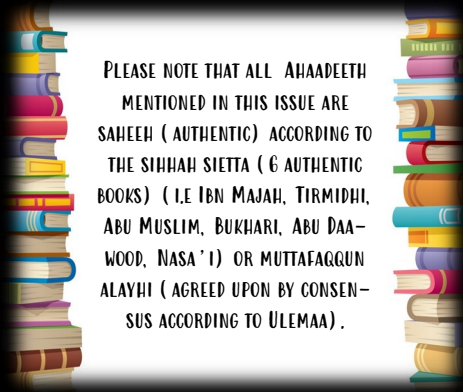 Please note that all Ahaadeeth
mentioned in this issue are
saheeh ( authentic) according to
the sihhah sietta ( 6 authentic
books) ( i.e Ibn Majah, Tirmidhi,
Abu Muslim, Bukhari, Abu Daa-
wood, Nasa'i) or muttafaqqun
alayhi ( agreed upon by consen-
sus according to Ulemaa).